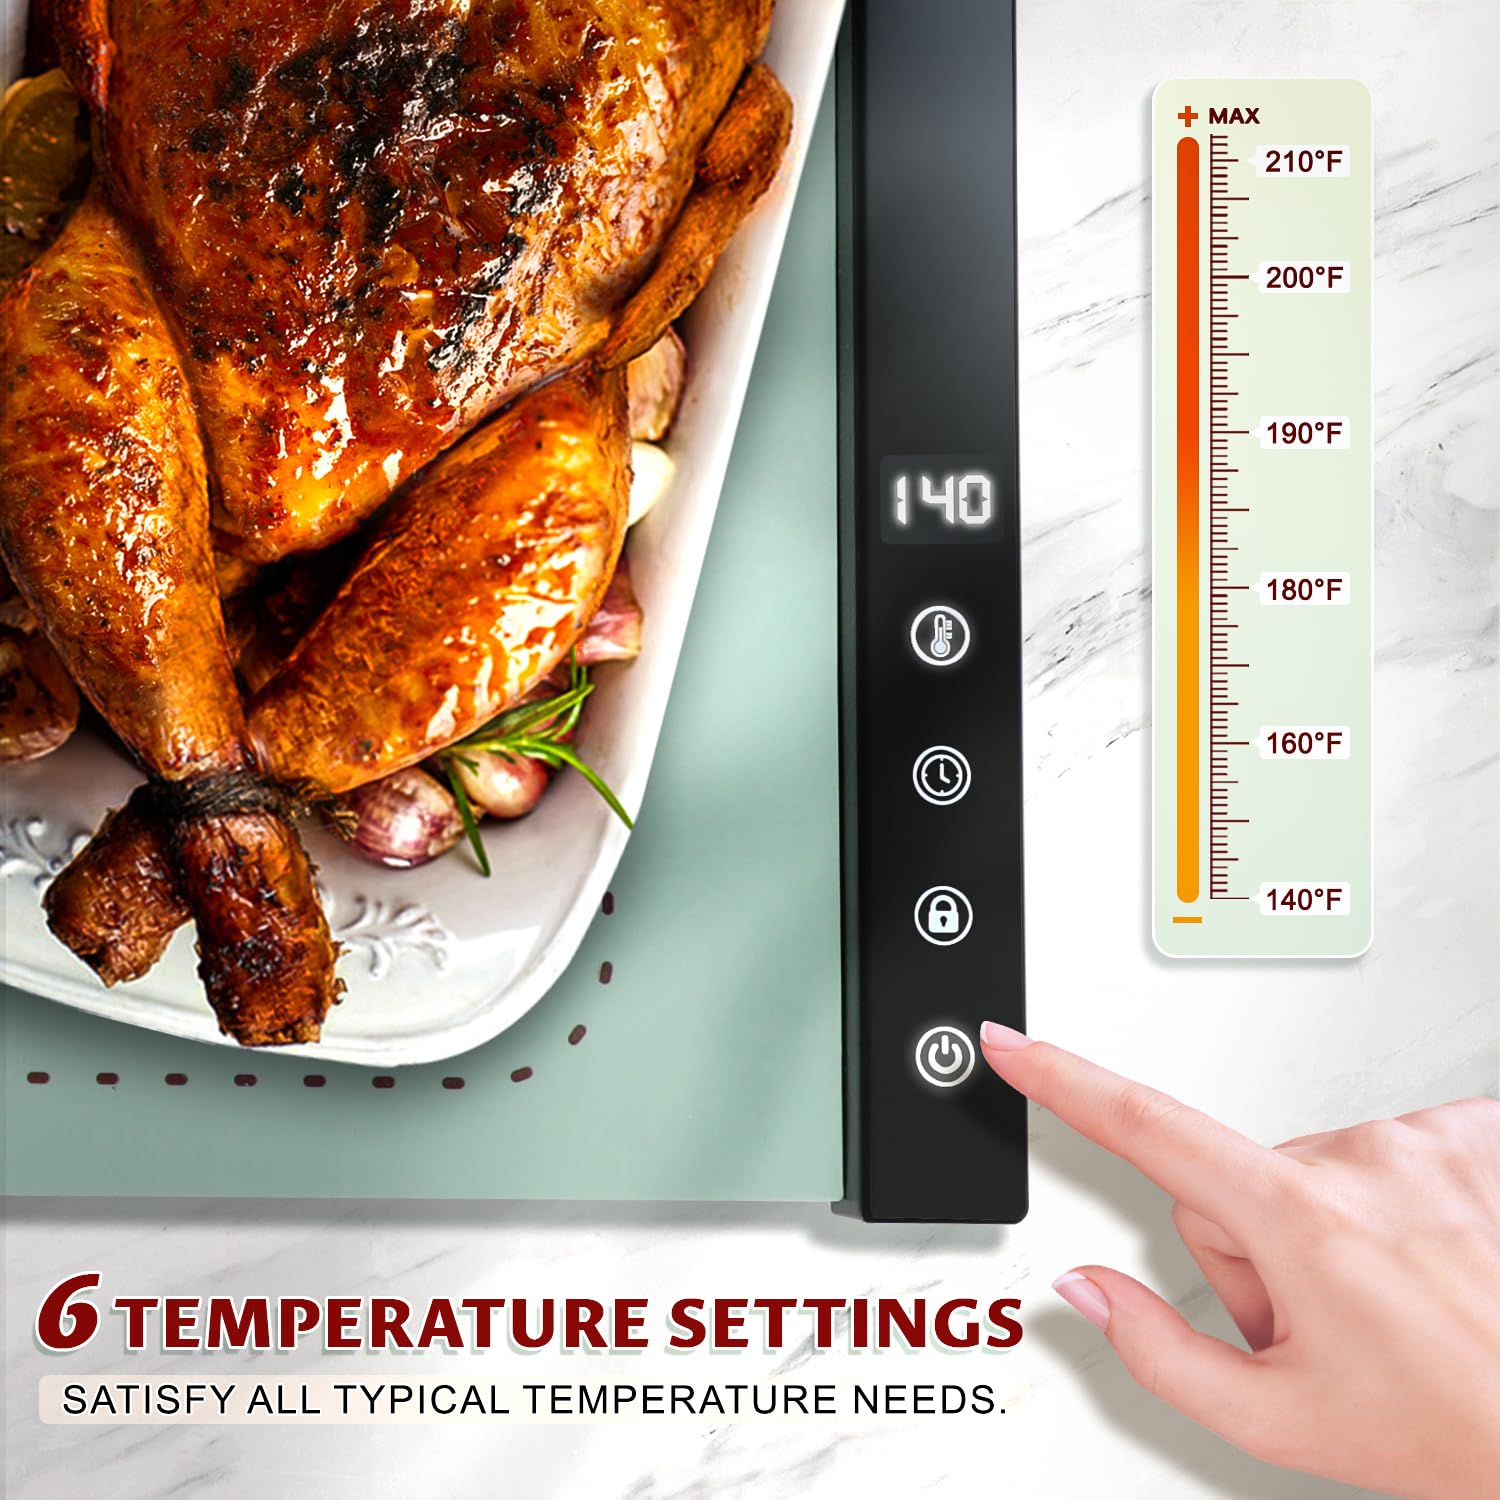 + MAX
210°F
200°F
190°F
180°F
160°F
140°F
140
6 TEMPERATURE SETTINGS
SATISFY ALL TYPICAL TEMPERATURE NEEDS.